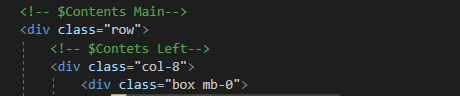 <!-- $Contents Main-->
<div class="row">
<!-- $Contets Left-->
<div class="col-8">
<div class="box mb-0">